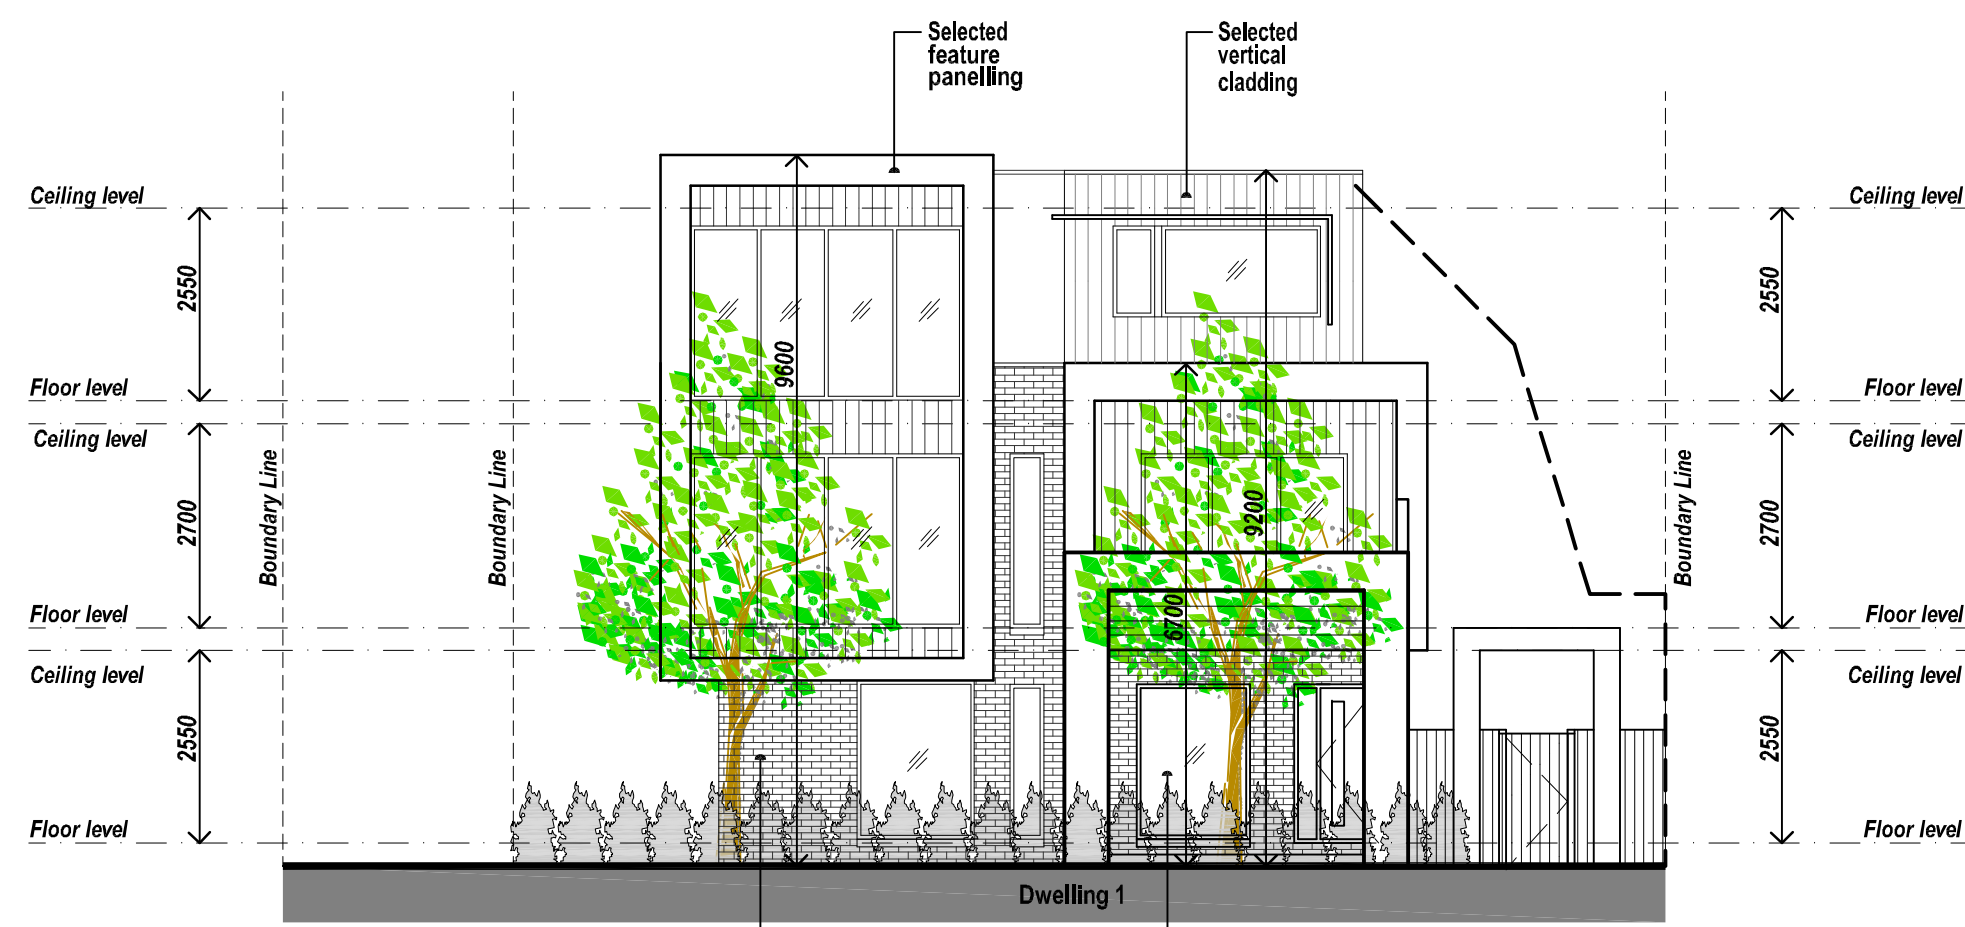 Selected
feature
panelling
Selected
vertical
cladding
Ceiling level
Ceiling level
2550
2550
9600
Floor level
Floor level
Ceiling level
Ceiling level
Boundary Line
Boundary Line
Boundary Line
2700
9200
2700
6700
Floor level
Floor level
Ceiling level
Ceiling level
2550
2550
Floor level
Floor level
Dwelling 1